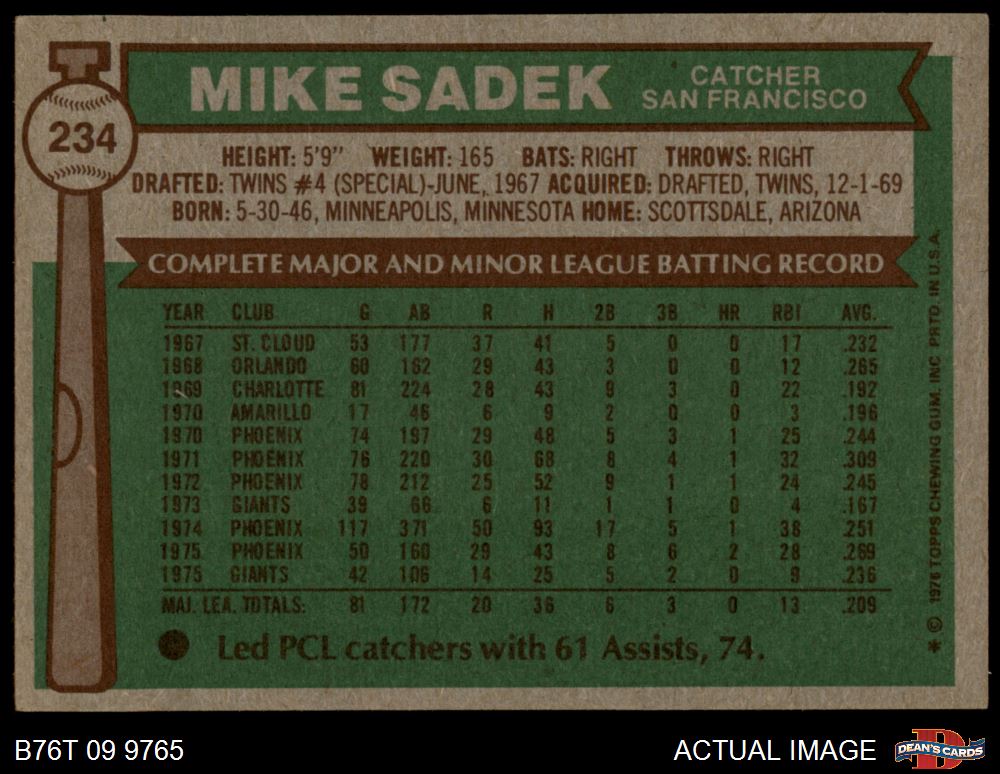 MIKE SADEK
CATCHER
SAN FRANCISCO
234
HEIGHT: 5'9" WEIGHT: 165 BATS: RIGHT THROWS: RIGHT
DRAFTED: TWINS #4 (SPECIAL)-JUNE, 1967 ACQUIRED: DRAFTED, TWINS, 12-1-69
BORN: 5-30-46, MINNEAPOLIS, MINNESOTA HOME: SCOTTSDALE, ARIZONA
COMPLETE MAJOR AND MINOR LEAGUE BATTING RECORD
YEAR CLUB G AB R H 2B 3B HR RBI AVG.
1967 ST. CLOUD 53 177 37 41 5 0 0 17 .232
1968 ORLANDO 60 162 29 43 3 0 0 12 .265
1969 CHARLOTTE 81 224 28 43 9 3 0 22 .192
1970 AMARILLO 17 46 6 9 2 0 0 3 .196
1970 PHOENIX 74 197 29 48 5 3 1 25 .244
1971 PHOENIX 76 220 30 68 8 4 1 32 .309
1972 PHOENIX 78 212 25 52 9 1 1 24 .245
1973 GIANTS 39 66 6 11 1 1 0 4 .167
1974 PHOENIX 117 371 50 93 17 5 1 38 .251
1975 PHOENIX 50 160 29 43 8 6 2 28 .269
1975 GIANTS 42 106 14 25 5 2 0 9 .236
MAJ. LEA. TOTALS: 81 172 20 36 6 3 0 13 .209
Led PCL catchers with 61 Assists, 74.
* © 1976 TOPPS CHEWING GUM, INC PRTD. IN U.S.A.
B76T 09 9765
ACTUAL IMAGE
DEAN'S CARDS